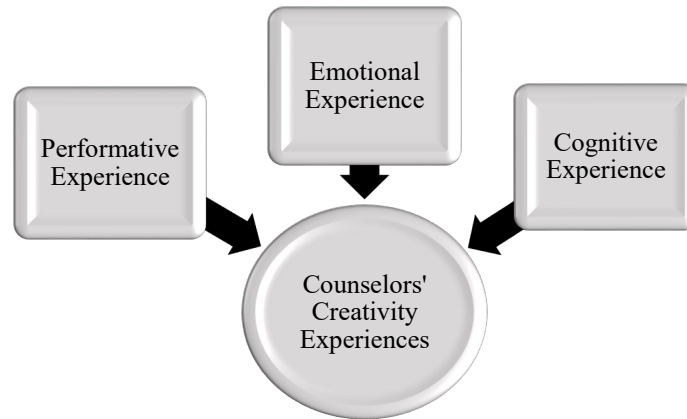 Performative
Experience
Emotional
Experience
Cognitive
Experience
Counselors'
Creativity
Experiences